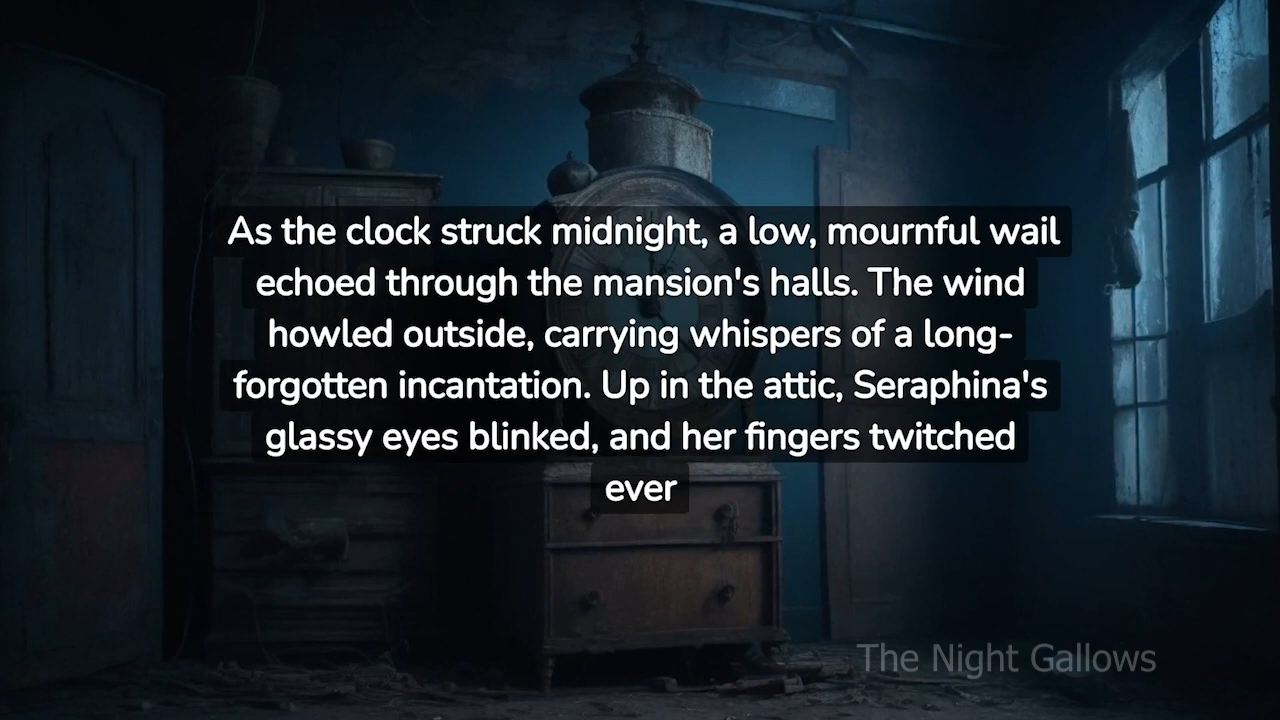 As the clock struck midnight, a low, mournful wail
echoed through the mansion's halls. The wind
howled outside, carrying whispers of a long-
forgotten incantation. Up in the attic, Seraphina's
glassy eyes blinked, and her fingers twitched
ever
The Night Gallows